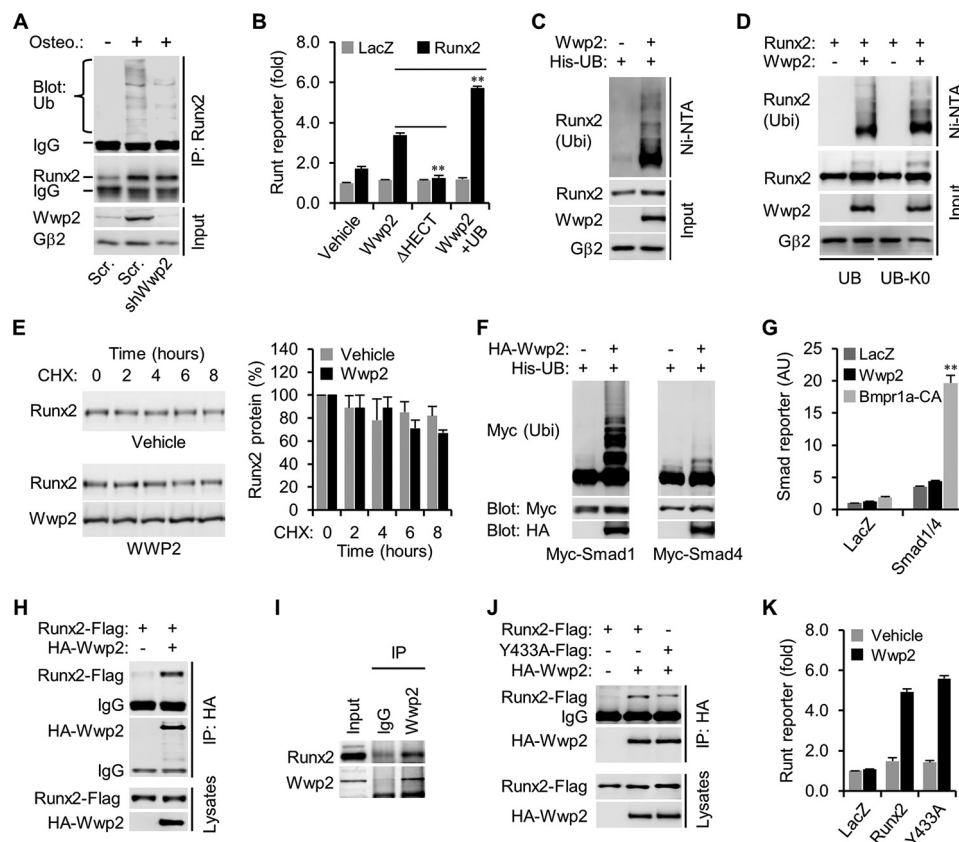 A
Osteo.: - + +
Blot:
Ub
IgG
Runx2
IgG
Wwp2
Gβ2
IP: Runx2
Input
Scr.
Scr.
shWwp2
B
LacZ Runx2
Runt reporter (fold)
8.0
6.0
4.0
2.0
0.0
**
**
Vehicle
Wwp2
ΔHECT
Wwp2
+UB
C
Wwp2: - +
His-UB: + +
Runx2
(Ubi)
Runx2
Wwp2
Gβ2
Ni-NTA
Input
D
Runx2: + + + +
Wwp2: - + - +
Runx2
(Ubi)
Runx2
Wwp2
Gβ2
Ni-NTA
Input
UB UB-K0
E
Time (hours)
CHX: 0 2 4 6 8
Runx2
Vehicle
Runx2
Wwp2
WWP2
Vehicle
Wwp2
Runx2 protein (%)
140
120
100
80
60
40
20
0
CHX: 0 2 4 6 8
Time (hours)
F
HA-Wwp2: - + - +
His-UB: + + + +
Myc (Ubi)
Blot: Myc
Blot: HA
Myc-Smad1 Myc-Smad4
G
LacZ
Wwp2
Bmpr1a-CA
Smad reporter (AU)
25
20
15
10
5
0
**
LacZ
Smad1/4
H
Runx2-Flag: + +
HA-Wwp2: - +
Runx2-Flag
IgG
HA-Wwp2
IgG
Runx2-Flag
HA-Wwp2
IP: HA
Lysates
I
IP
Input
IgG
Wwp2
Runx2
Wwp2
J
Runx2-Flag: + + -
Y433A-Flag: - - +
HA-Wwp2: - + +
Runx2-Flag
IgG
HA-Wwp2
Runx2-Flag
HA-Wwp2
IP: HA
Lysates
K
Vehicle
Wwp2
Runt reporter (fold)
8.0
6.0
4.0
2.0
0.0
LacZ
Runx2
Y433A